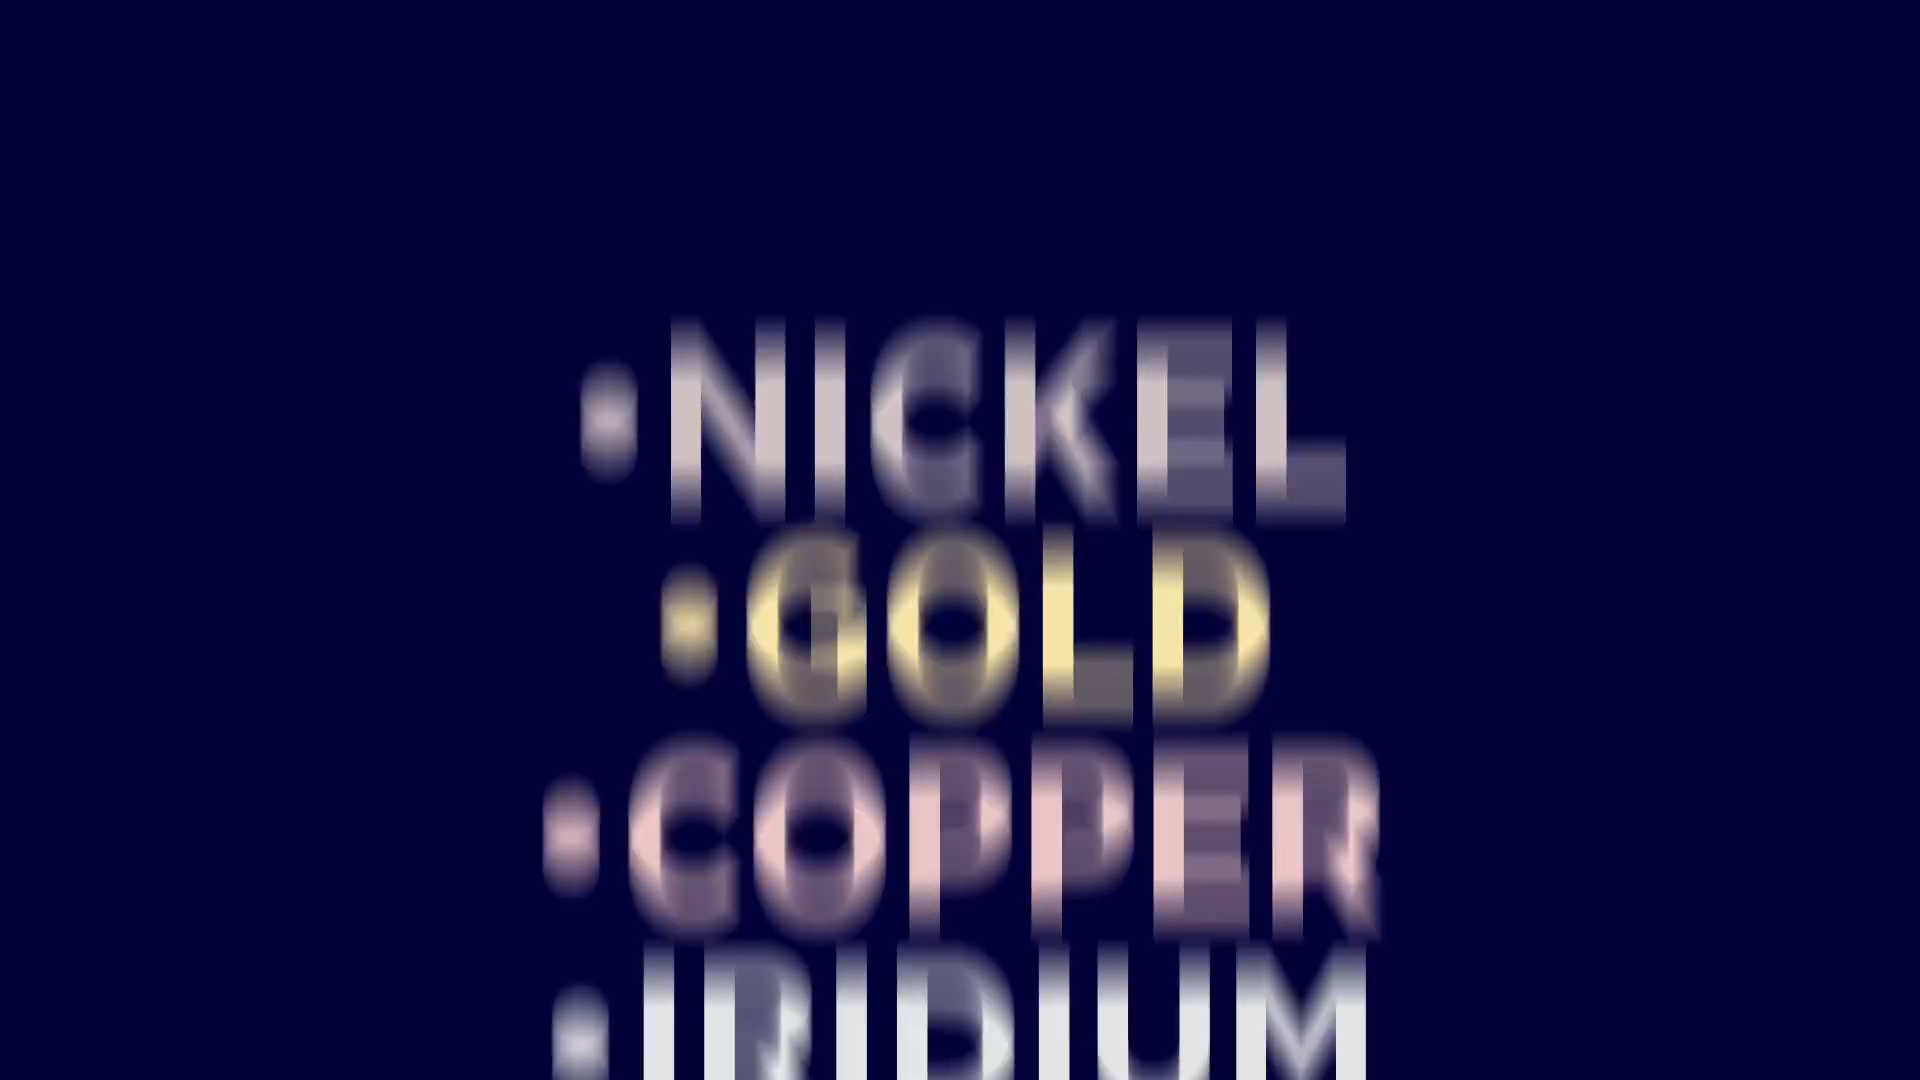 • NICKEL
• GOLD
• COPPER
• IRIDIUM